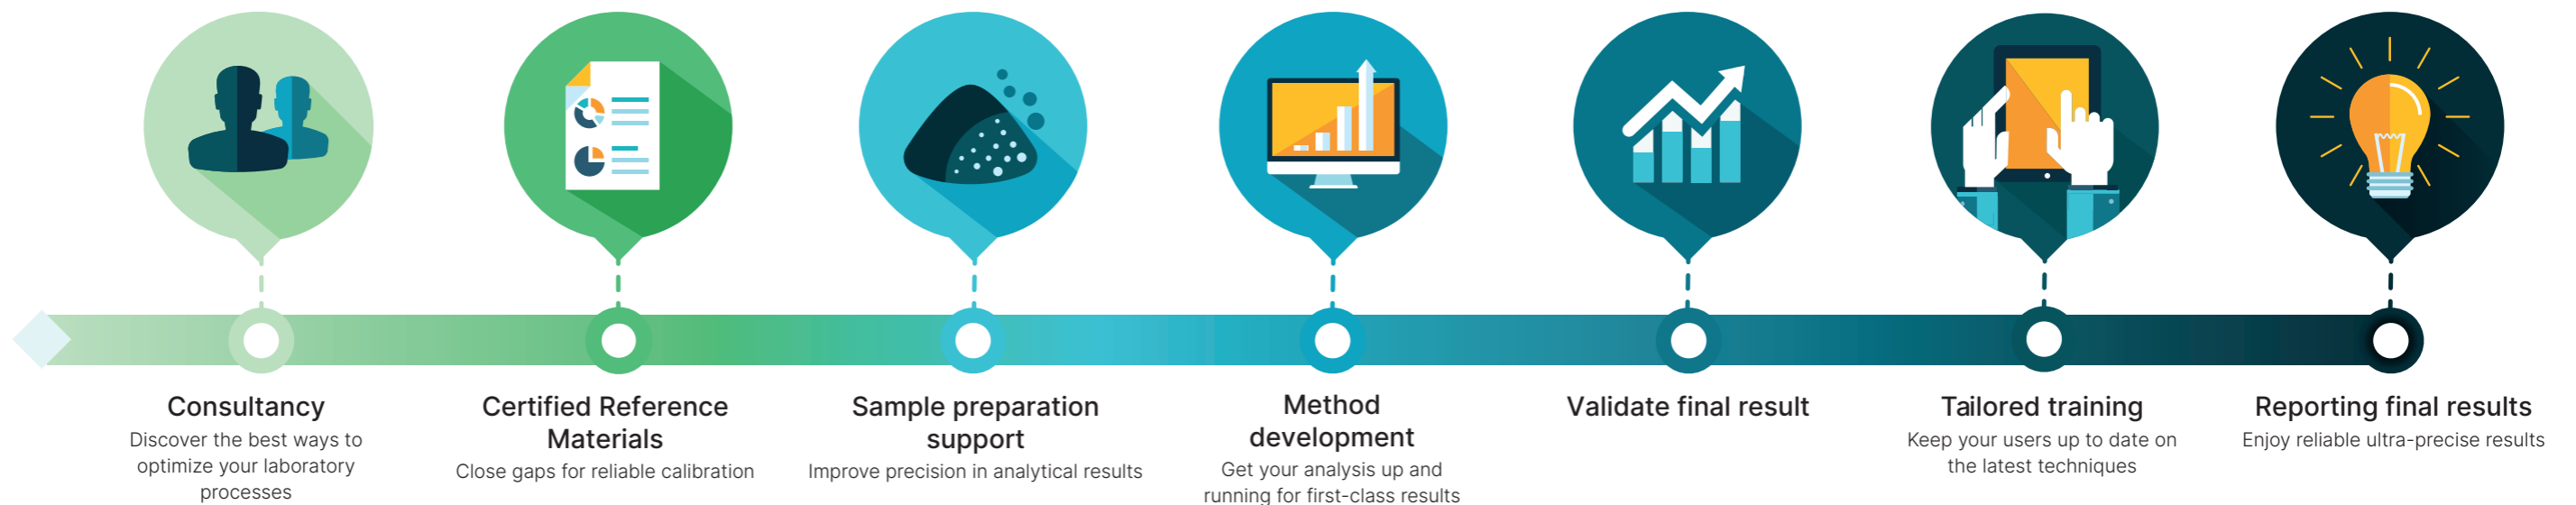 Consultancy
Discover the best ways to
optimize your laboratory
processes
Certified Reference
Materials
Close gaps for reliable calibration
Sample preparation
support
Improve precision in analytical results
Method
development
Get your analysis up and
running for first-class results
Validate final result
Tailored training
Keep your users up to date on
the latest techniques
Reporting final results
Enjoy reliable ultra-precise results